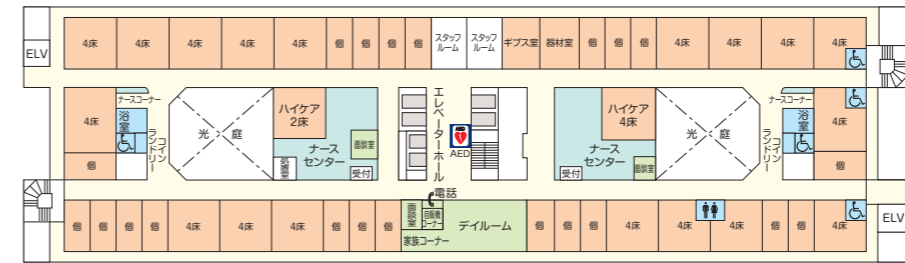 ELV
4床
4床
4床
4床
4床
個
個
個
個
スタッフ
ルーム
スタッフ
ルーム
ギプス室
器材室
個
個
個
4床
4床
4床
4床
ナースコーナー
4床
個
浴室
コイン
ランドリー
光 庭
ハイケア
2床
ナース
センター
面談室
処置室
受付
エレベーターホール
AED
AED
ハイケア
4床
ナース
センター
受付
面談室
光 庭
ナースコーナー
浴室
コイン
ランドリー
4床
個
電話
個
個
個
個
4床
4床
4床
個
個
個
面談室
自販機
コーナー
家族コーナー
デイルーム
個
個
個
4床
4床
4床
個
個
4床
ELV